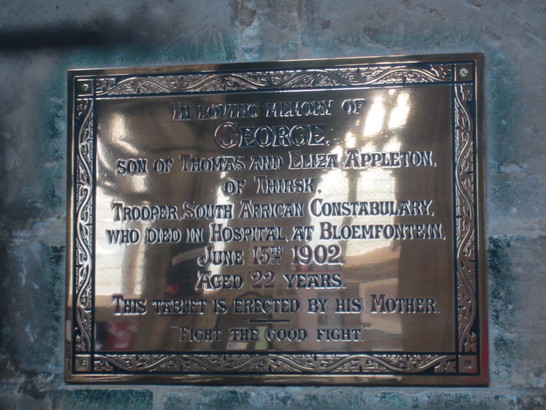 IN LOVING MEMORY OF
GEORGE,
SON OF THOMAS AND ELIZA APPLETON,
OF THIRSK,
TROOPER, SOUTH AFRICAN CONSTABULARY,
WHO DIED IN HOSPITAL, AT BLOEMFONTEIN,
JUNE 13TH 1902,
AGED 22 YEARS.
THIS TABLET IS ERECTED BY HIS MOTHER.
"FIGHT THE GOOD FIGHT."